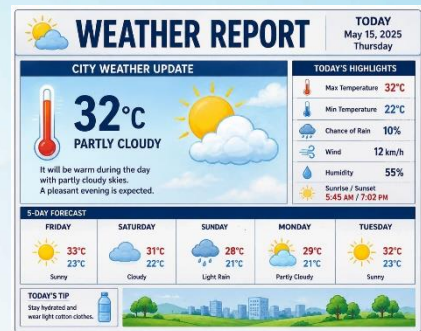 WEATHER REPORT
TODAY
May 15, 2025
Thursday
CITY WEATHER UPDATE
32°C
PARTLY CLOUDY
It will be warm during the day
with partly cloudy skies.
A pleasant evening is expected.
TODAY'S HIGHLIGHTS
Max Temperature 32°C
Min Temperature 22°C
Chance of Rain 10%
Wind 12 km/h
Humidity 55%
Sunrise / Sunset
5:45 AM / 7:02 PM
5-DAY FORECAST
FRIDAY
33°C
23°C
Sunny
SATURDAY
31°C
22°C
Cloudy
SUNDAY
28°C
21°C
Light Rain
MONDAY
29°C
21°C
Partly Cloudy
TUESDAY
32°C
23°C
Sunny
TODAY'S TIP
Stay hydrated and
wear light cotton clothes.